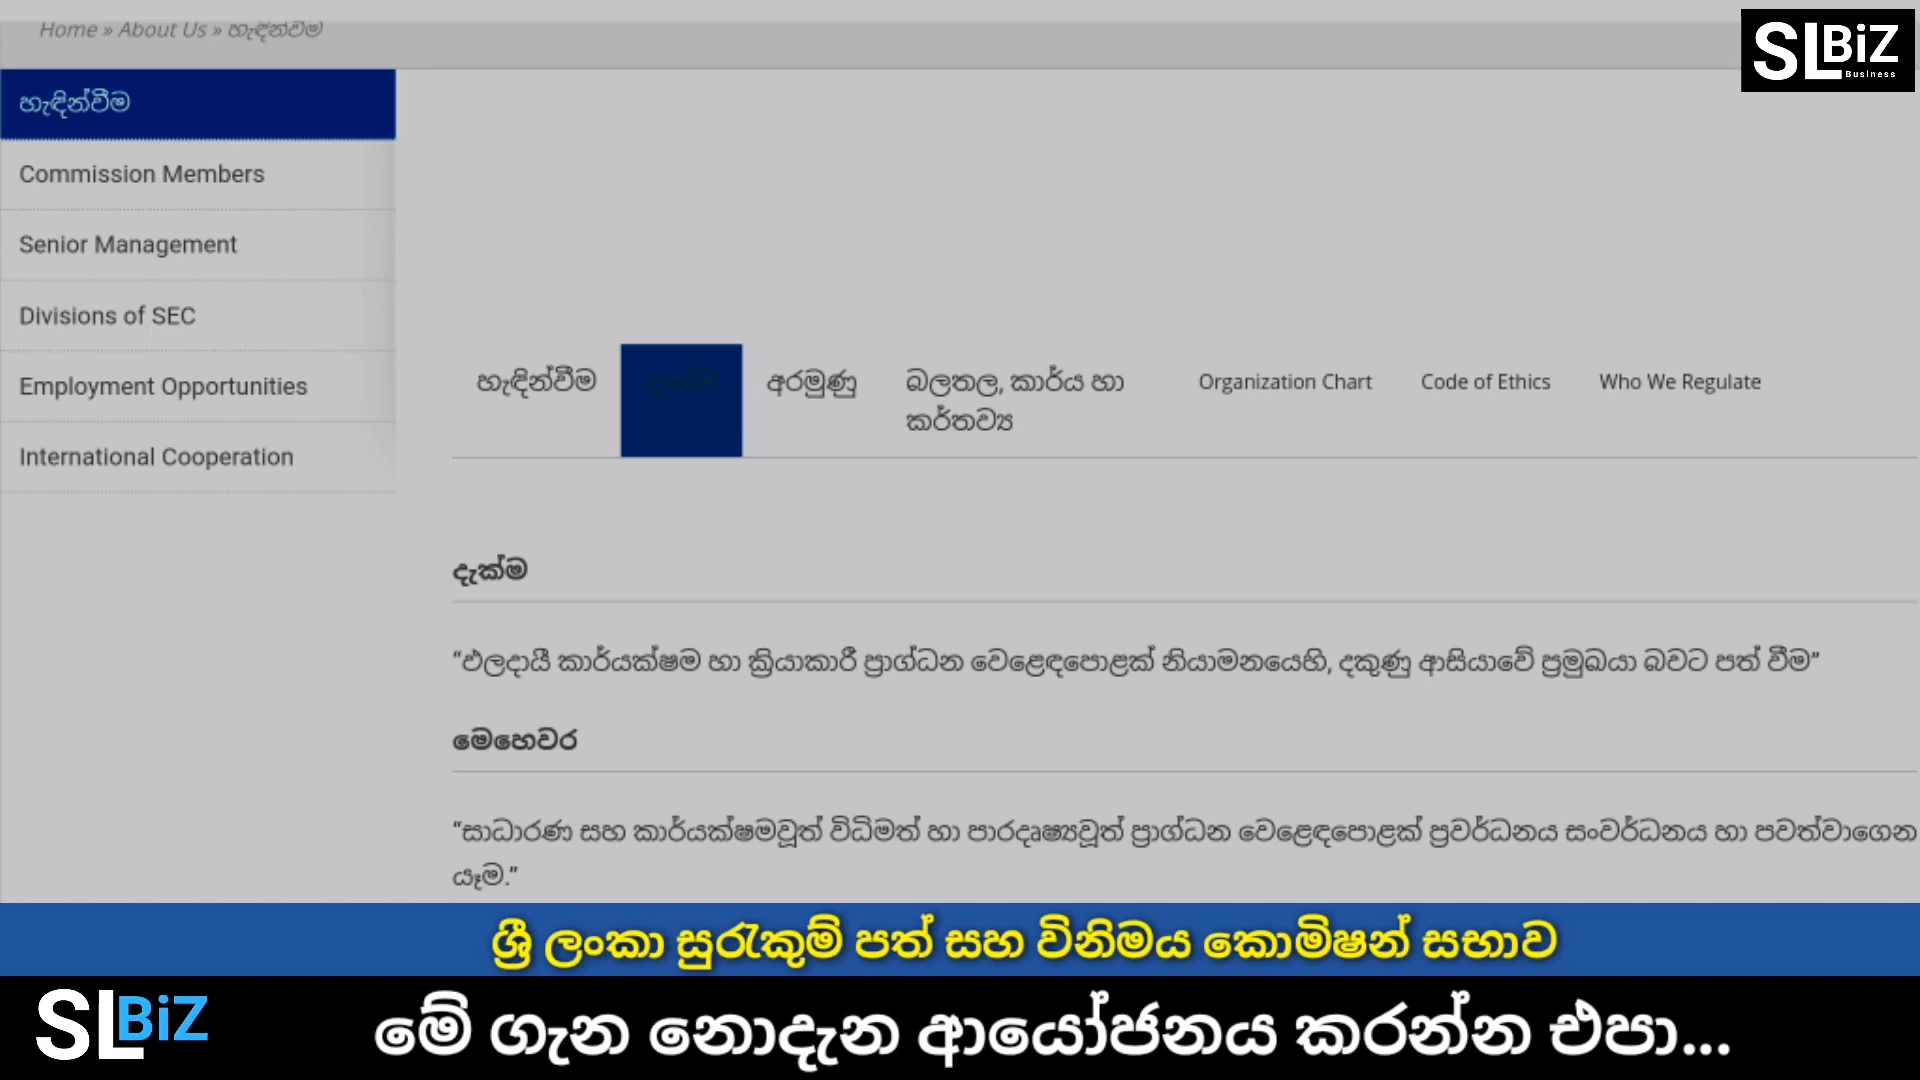 Home » About Us » හැඳින්වීම
SLBiZ
Business
හැඳින්වීම
Commission Members
Senior Management
Divisions of SEC
Employment Opportunities
International Cooperation
හැඳින්වීම
දැක්ම
අරමුණු
බලතල, කාර්ය හා
කර්තව්‍ය
Organization Chart
Code of Ethics
Who We Regulate
දැක්ම
“ඵලදායී කාර්යක්ෂම හා ක්‍රියාකාරී ප්‍රාග්ධන වෙළෙඳපොළක් නියාමනයෙහි, දකුණු ආසියාවේ ප්‍රමුඛයා බවට පත් වීම”
මෙහෙවර
“සාධාරණ සහ කාර්යක්ෂමවූත් විධිමත් හා පාරදෘෂ්‍යවූත් ප්‍රාග්ධන වෙළෙඳපොළක් ප්‍රවර්ධනය සංවර්ධනය හා පවත්වාගෙන
යෑම.”
ශ්‍රී ලංකා සුරැකුම් පත් සහ විනිමය කොමිෂන් සභාව
SLBiZ
මේ ගැන නොදැන ආයෝජනය කරන්න එපා...